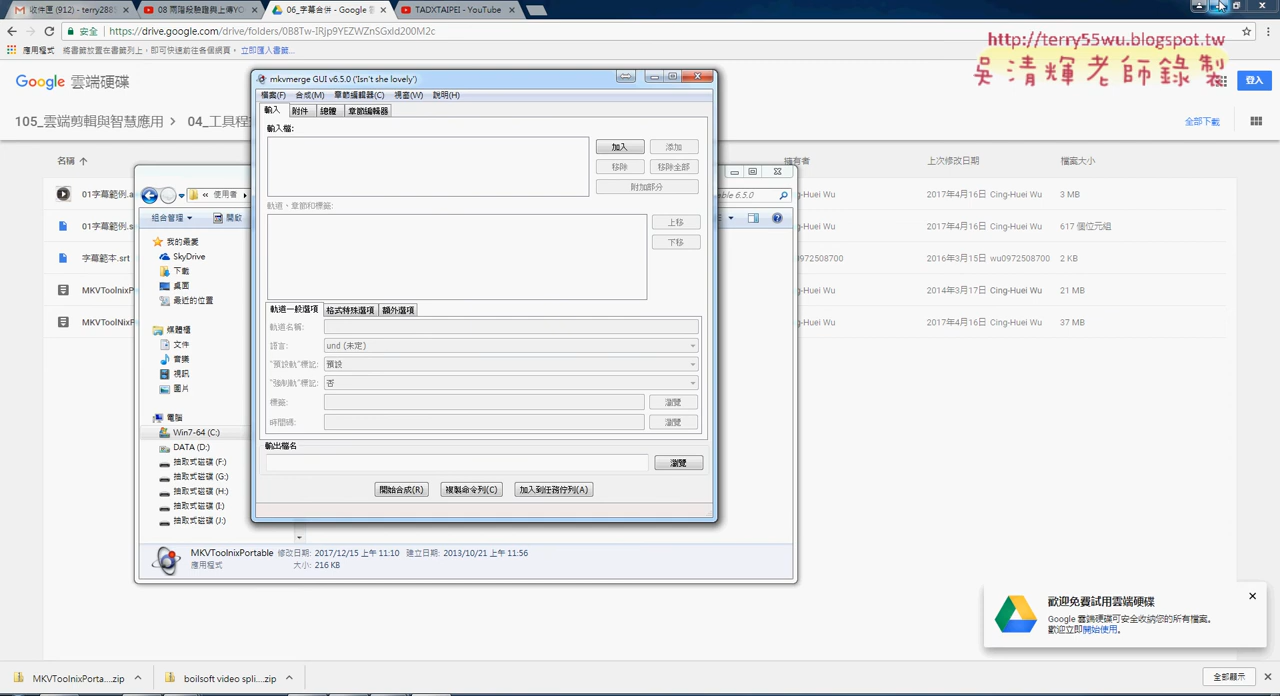 收件匣 (912) - terry288
08 兩階段驗證與上傳YO
06_字幕合併 - Google 雲
TADXTAIPEI - YouTube
安全 https://drive.google.com/drive/folders/0B8Tw-IRjp9YEZWZnSGxld200M2c
應用程式 將書籤放置在書籤列上，即可快速前往各個網頁。 立即匯入書籤...
http://terry55wu.blogspot.tw
吳清輝老師錄製
Google 雲端硬碟
登入
105_雲端剪輯與智慧應用 > 04_工具程
全部下載
名稱
擁有者
上次修改日期
檔案大小
01字幕範例.a
g-Huei Wu
2017年4月16日 Cing-Huei Wu
3 MB
01字幕範例.s
g-Huei Wu
2017年4月16日 Cing-Huei Wu
617 個位元組
字幕範本.srt
wu0972508700
2016年3月15日 wu0972508700
2 KB
MKVToolnixP
g-Huei Wu
2014年3月17日 Cing-Huei Wu
21 MB
MKVToolnixP
g-Huei Wu
2017年4月16日 Cing-Huei Wu
37 MB
mkvmerge GUI v6.5.0 ('Isn't she lovely')
檔案(F) 合成(M) 章節編輯器(C) 視窗(W) 說明(H)
輸入 附件 總體 章節編輯器
輸入檔:
加入 添加
移除 移除全部
附加部分
軌道、章節和標籤:
上移
下移
軌道一般選項 格式特殊選項 額外選項
軌道名稱:
語言: und (未定)
"預設軌"標記: 預設
"強制軌"標記: 否
標籤: 瀏覽
時間碼: 瀏覽
輸出檔名
瀏覽
開始合成(R) 複製命令列(C) 加入到任務佇列(A)
使用者
ble 6.5.0
組合管理 開啟
我的最愛
SkyDrive
下載
桌面
最近的位置
媒體櫃
文件
音樂
視訊
圖片
電腦
Win7-64 (C:)
DATA (D:)
抽取式磁碟 (F:)
抽取式磁碟 (G:)
抽取式磁碟 (H:)
抽取式磁碟 (I:)
抽取式磁碟 (J:)
MKVToolnixPortable 修改日期: 2017/12/15 上午 11:10 建立日期: 2013/10/21 上午 11:56
應用程式 大小: 216 KB
歡迎免費試用雲端硬碟
Google 雲端硬碟可安全收納您的所有檔案。
歡迎立即開始使用。
MKVToolnixPorta....zip
boilsoft video spli....zip
全部顯示